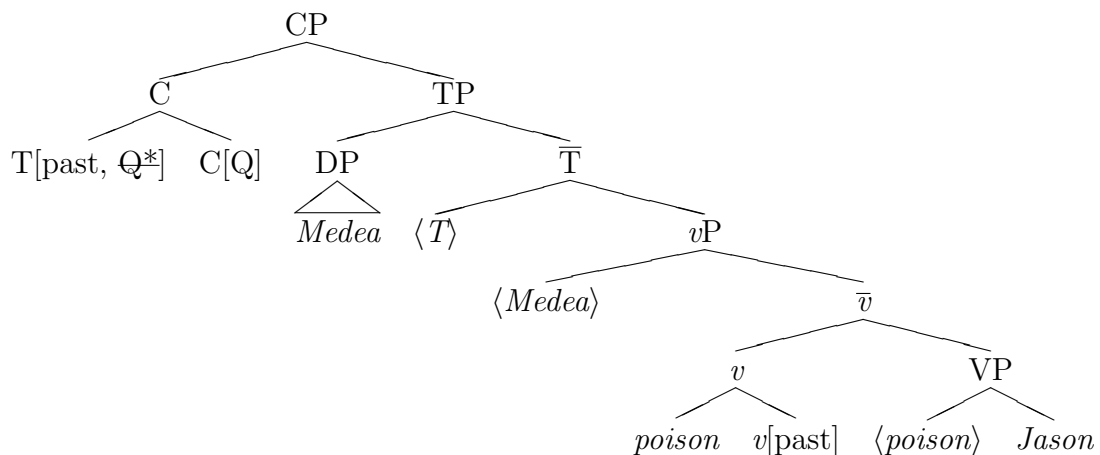 CP
C TP
T[past, Q*] C[Q] DP T̅
Medea ⟨T⟩ vP
⟨Medea⟩ v̅
v VP
poison v[past] ⟨poison⟩ Jason